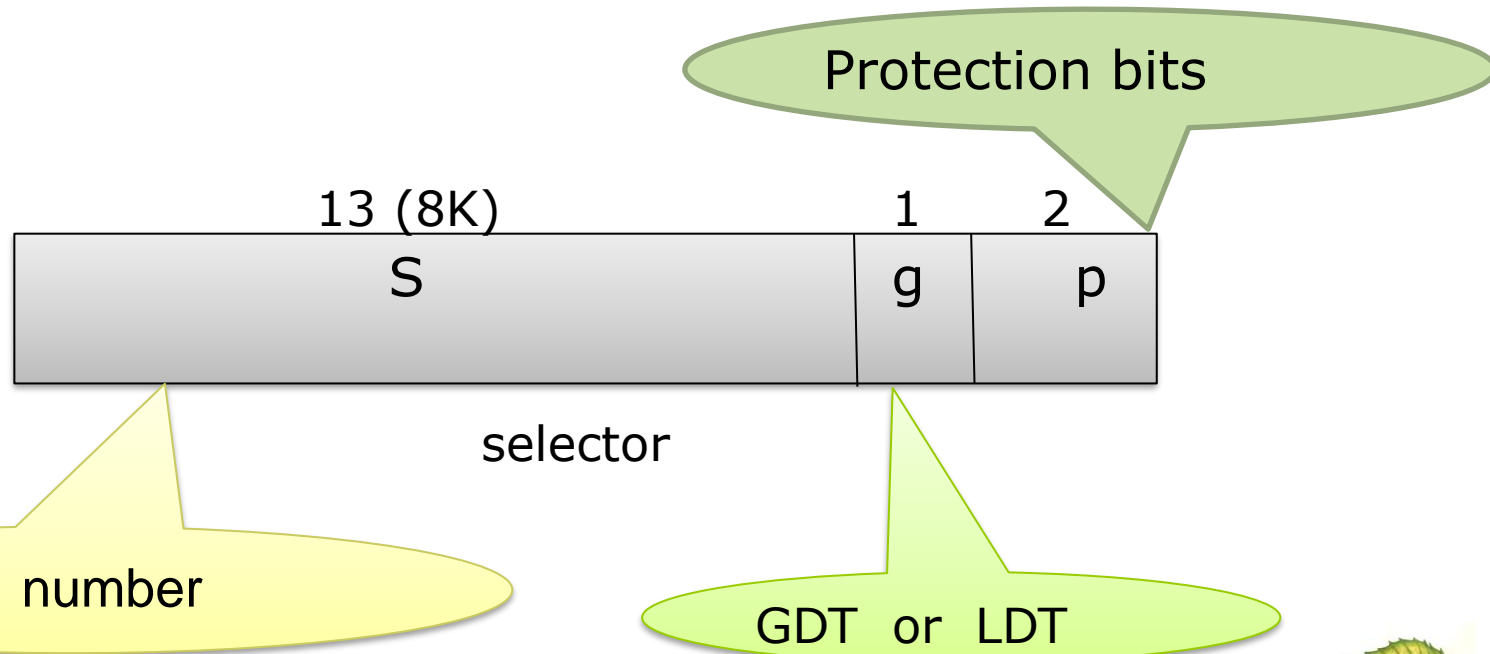 Protection bits
13 (8K) 1 2
S g p
selector
number
GDT or LDT